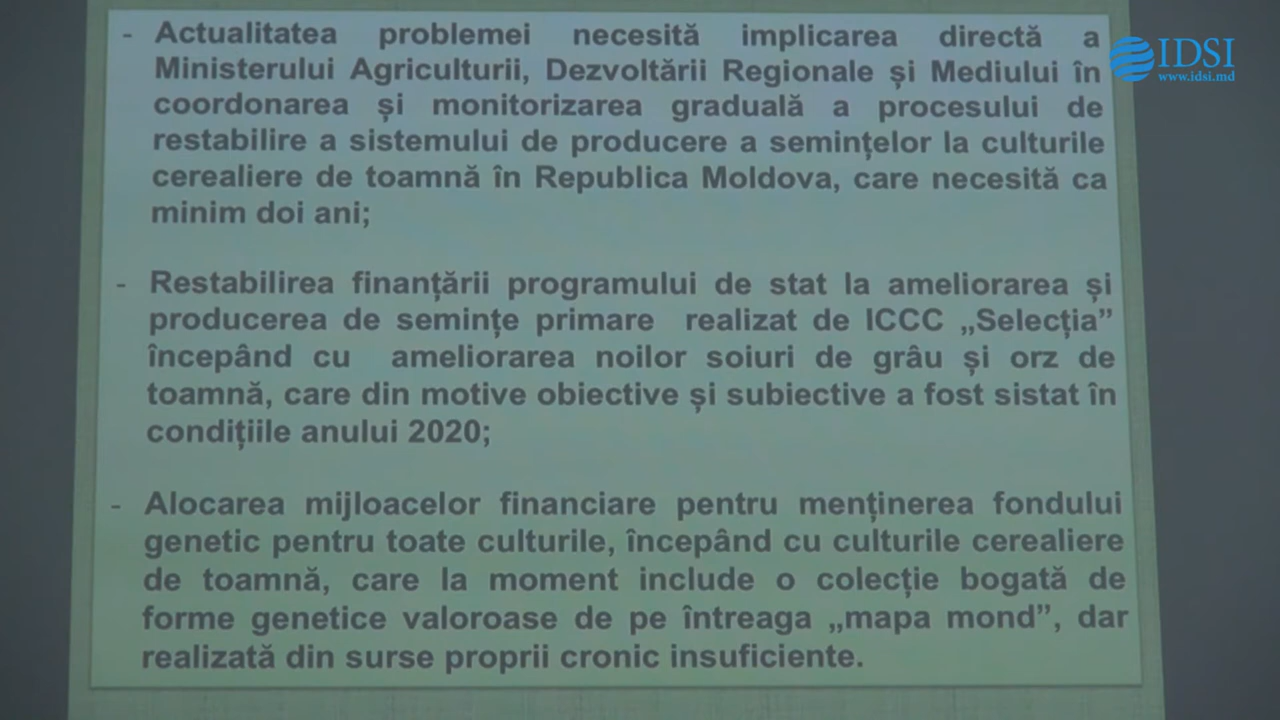 - Actualitatea problemei necesită implicarea directă a
Ministerului Agriculturii, Dezvoltării Regionale și Mediului în
coordonarea și monitorizarea graduală a procesului de
restabilire a sistemului de producere a semințelor la culturile
cerealiere de toamnă în Republica Moldova, care necesită ca
minim doi ani;
- Restabilirea finanțării programului de stat la ameliorarea și
producerea de semințe primare realizat de ICCC „Selecția”
începând cu ameliorarea noilor soiuri de grâu și orz de
toamnă, care din motive obiective și subiective a fost sistat în
condițiile anului 2020;
- Alocarea mijloacelor financiare pentru menținerea fondului
genetic pentru toate culturile, începând cu culturile cerealiere
de toamnă, care la moment include o colecție bogată de
forme genetice valoroase de pe întreaga „mapa mond”, dar
realizată din surse proprii cronic insuficiente.
IDSI
www.idsi.md